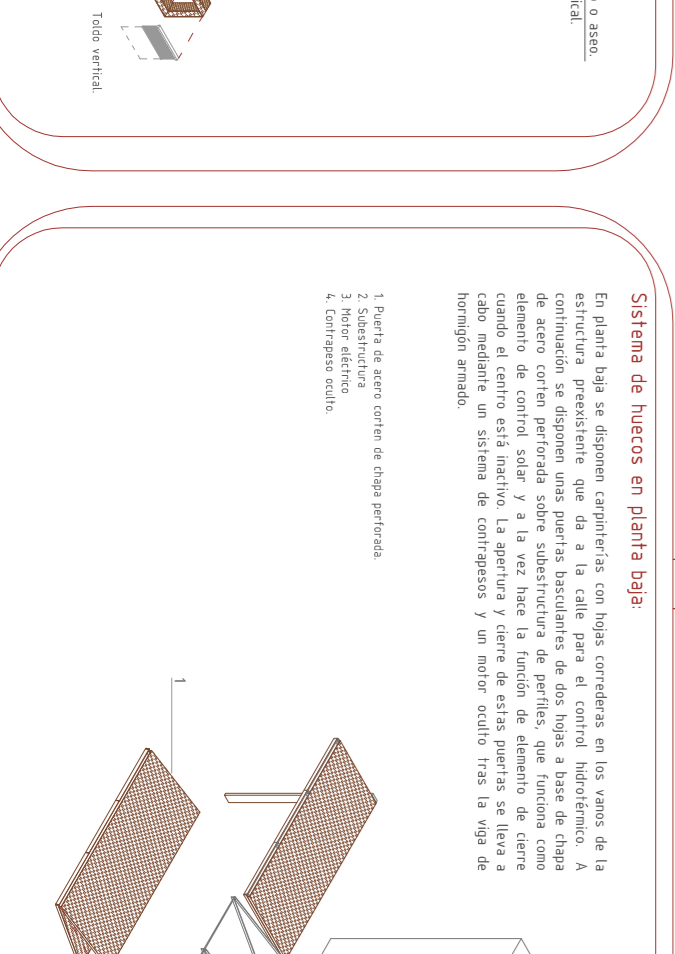 o aseo.
ical.
Toldo vertical.
Sistema de huecos en planta baja:
En planta baja se disponen carpinterías con hojas correderas en los vanos de la
estructura preexistente que da a la calle para el control hidrotérmico. A
continuación se disponen unas puertas basculantes de dos hojas a base de chapa
de acero corten perforada sobre subestructura de perfiles, que funciona como
elemento de control solar y a la vez hace la función de elemento de cierre
cuando el centro está inactivo. La apertura y cierre de estas puertas se lleva a
cabo mediante un sistema de contrapesos y un motor oculto tras la viga de
hormigón armado.
1. Puerta de acero corten de chapa perforada.
2. Subestructura
3. Motor eléctrico
4. Contrapeso oculto.
1